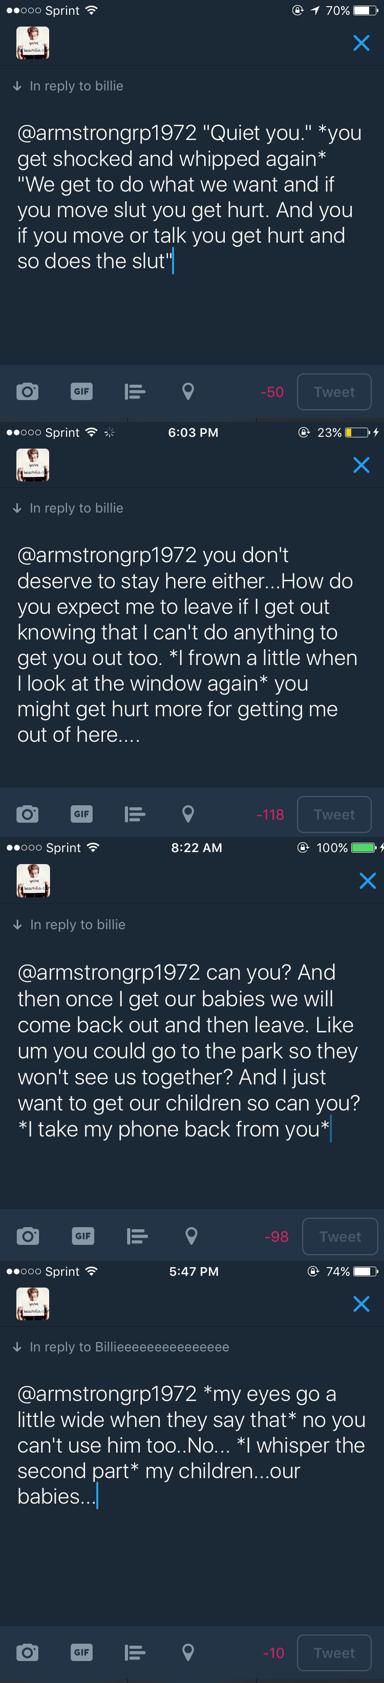 Sprint 70%
In reply to billie
@armstrongrp1972 "Quiet you." *you
get shocked and whipped again*
"We get to do what we want and if
you move slut you get hurt. And you
if you move or talk you get hurt and
so does the slut"
GIF -50 Tweet
Sprint 6:03 PM 23%
In reply to billie
@armstrongrp1972 you don't
deserve to stay here either...How do
you expect me to leave if I get out
knowing that I can't do anything to
get you out too. *I frown a little when
I look at the window again* you
might get hurt more for getting me
out of here....
GIF -118 Tweet
Sprint 8:22 AM 100%
In reply to billie
@armstrongrp1972 can you? And
then once I get our babies we will
come back out and then leave. Like
um you could go to the park so they
won't see us together? And I just
want to get our children so can you?
*I take my phone back from you*
GIF -98 Tweet
Sprint 5:47 PM 74%
In reply to Billieeeeeeeeeeeeeee
@armstrongrp1972 *my eyes go a
little wide when they say that* no you
can't use him too..No... *I whisper the
second part* my children...our
babies...
GIF -10 Tweet